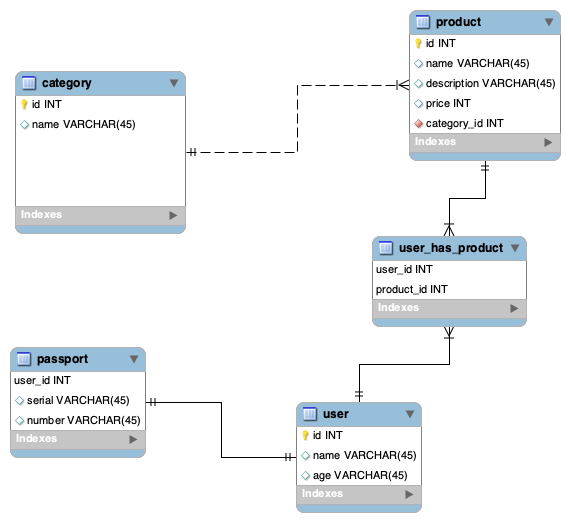 product
id INT
name VARCHAR(45)
description VARCHAR(45)
price INT
category_id INT
Indexes
category
id INT
name VARCHAR(45)
Indexes
user_has_product
user_id INT
product_id INT
Indexes
passport
user_id INT
serial VARCHAR(45)
number VARCHAR(45)
Indexes
user
id INT
name VARCHAR(45)
age VARCHAR(45)
Indexes